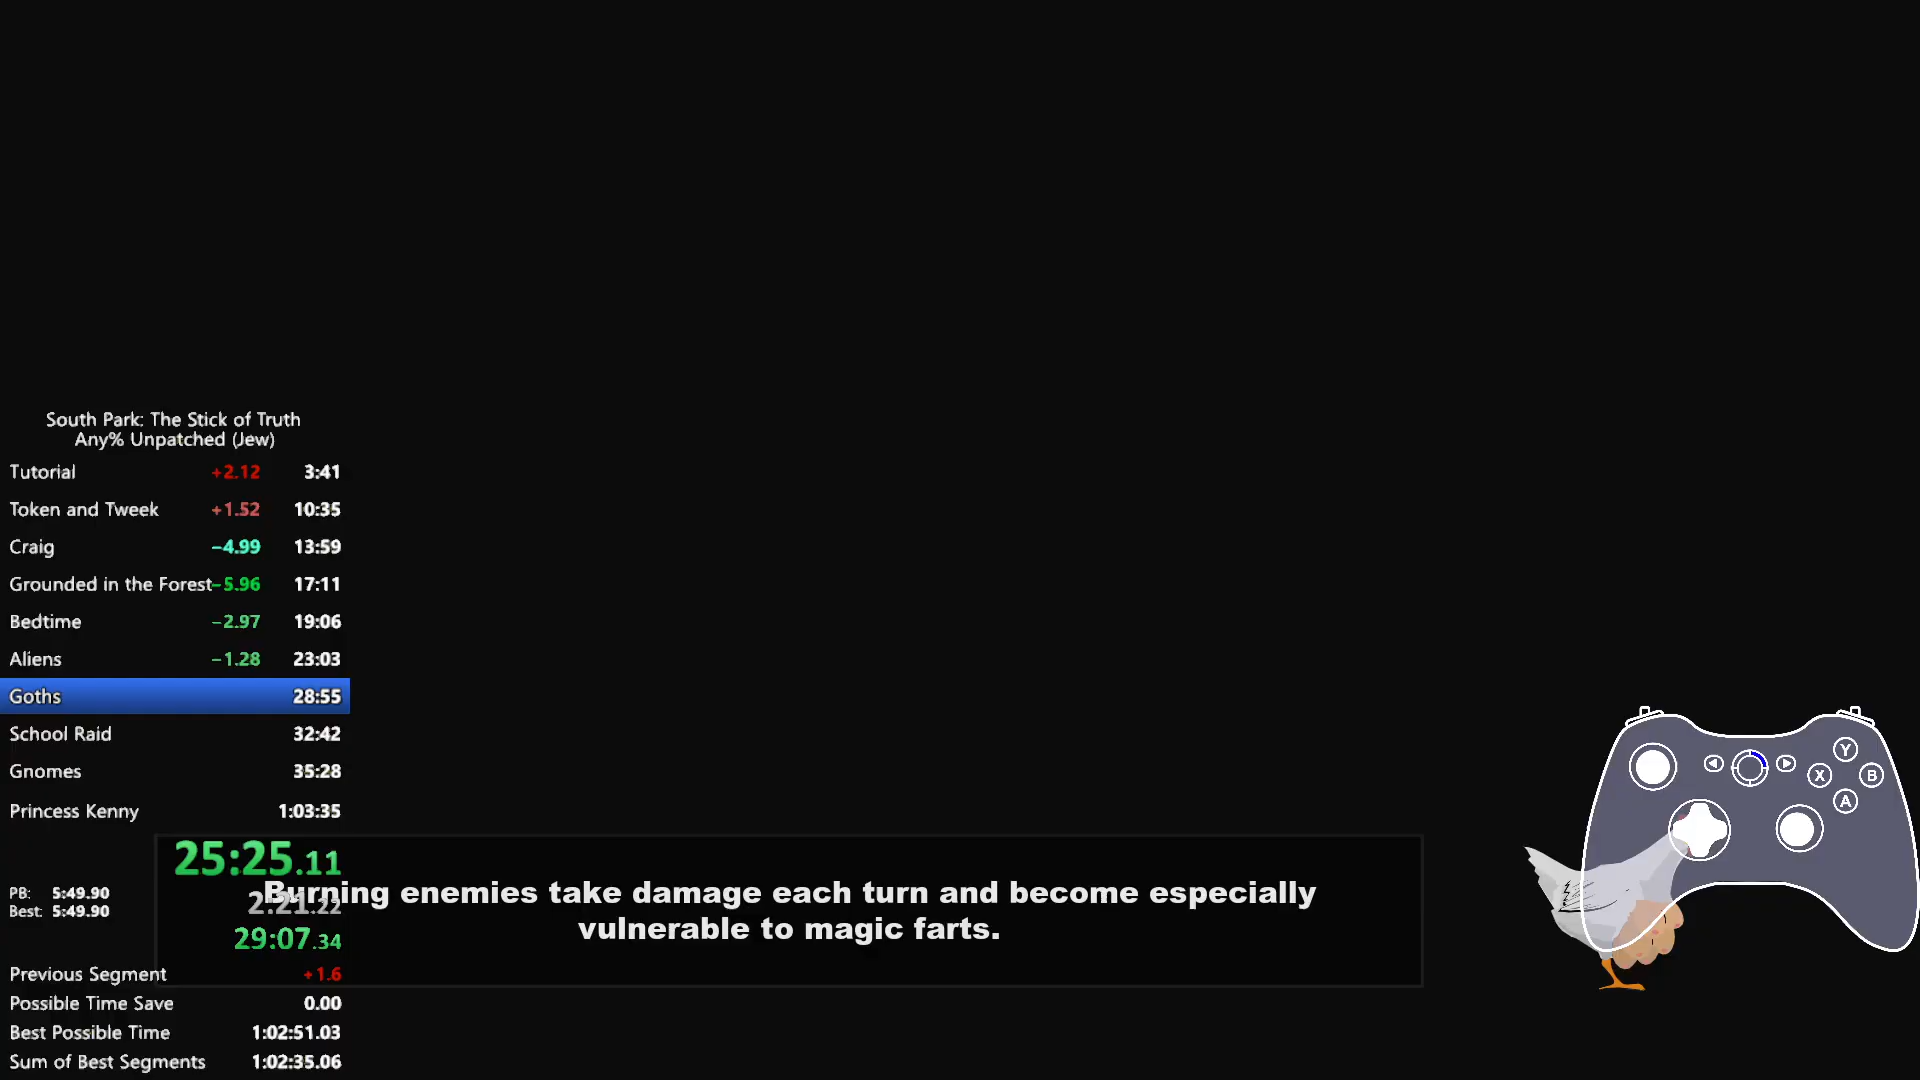 South Park: The Stick of Truth
Any% Unpatched (Jew)
Tutorial +2.12 3:41
Token and Tweek +1.52 10:35
Craig −4.99 13:59
Grounded in the Forest −5.96 17:11
Bedtime −2.97 19:06
Aliens −1.28 23:03
Goths 28:55
School Raid 32:42
Gnomes 35:28
Princess Kenny 1:03:35
25:25.11
PB: 5:49.90
Best: 5:49.90
2:21.22
29:07.34
Burning enemies take damage each turn and become especially
vulnerable to magic farts.
Previous Segment +1.6
Possible Time Save 0.00
Best Possible Time 1:02:51.03
Sum of Best Segments 1:02:35.06
Y
X
B
A